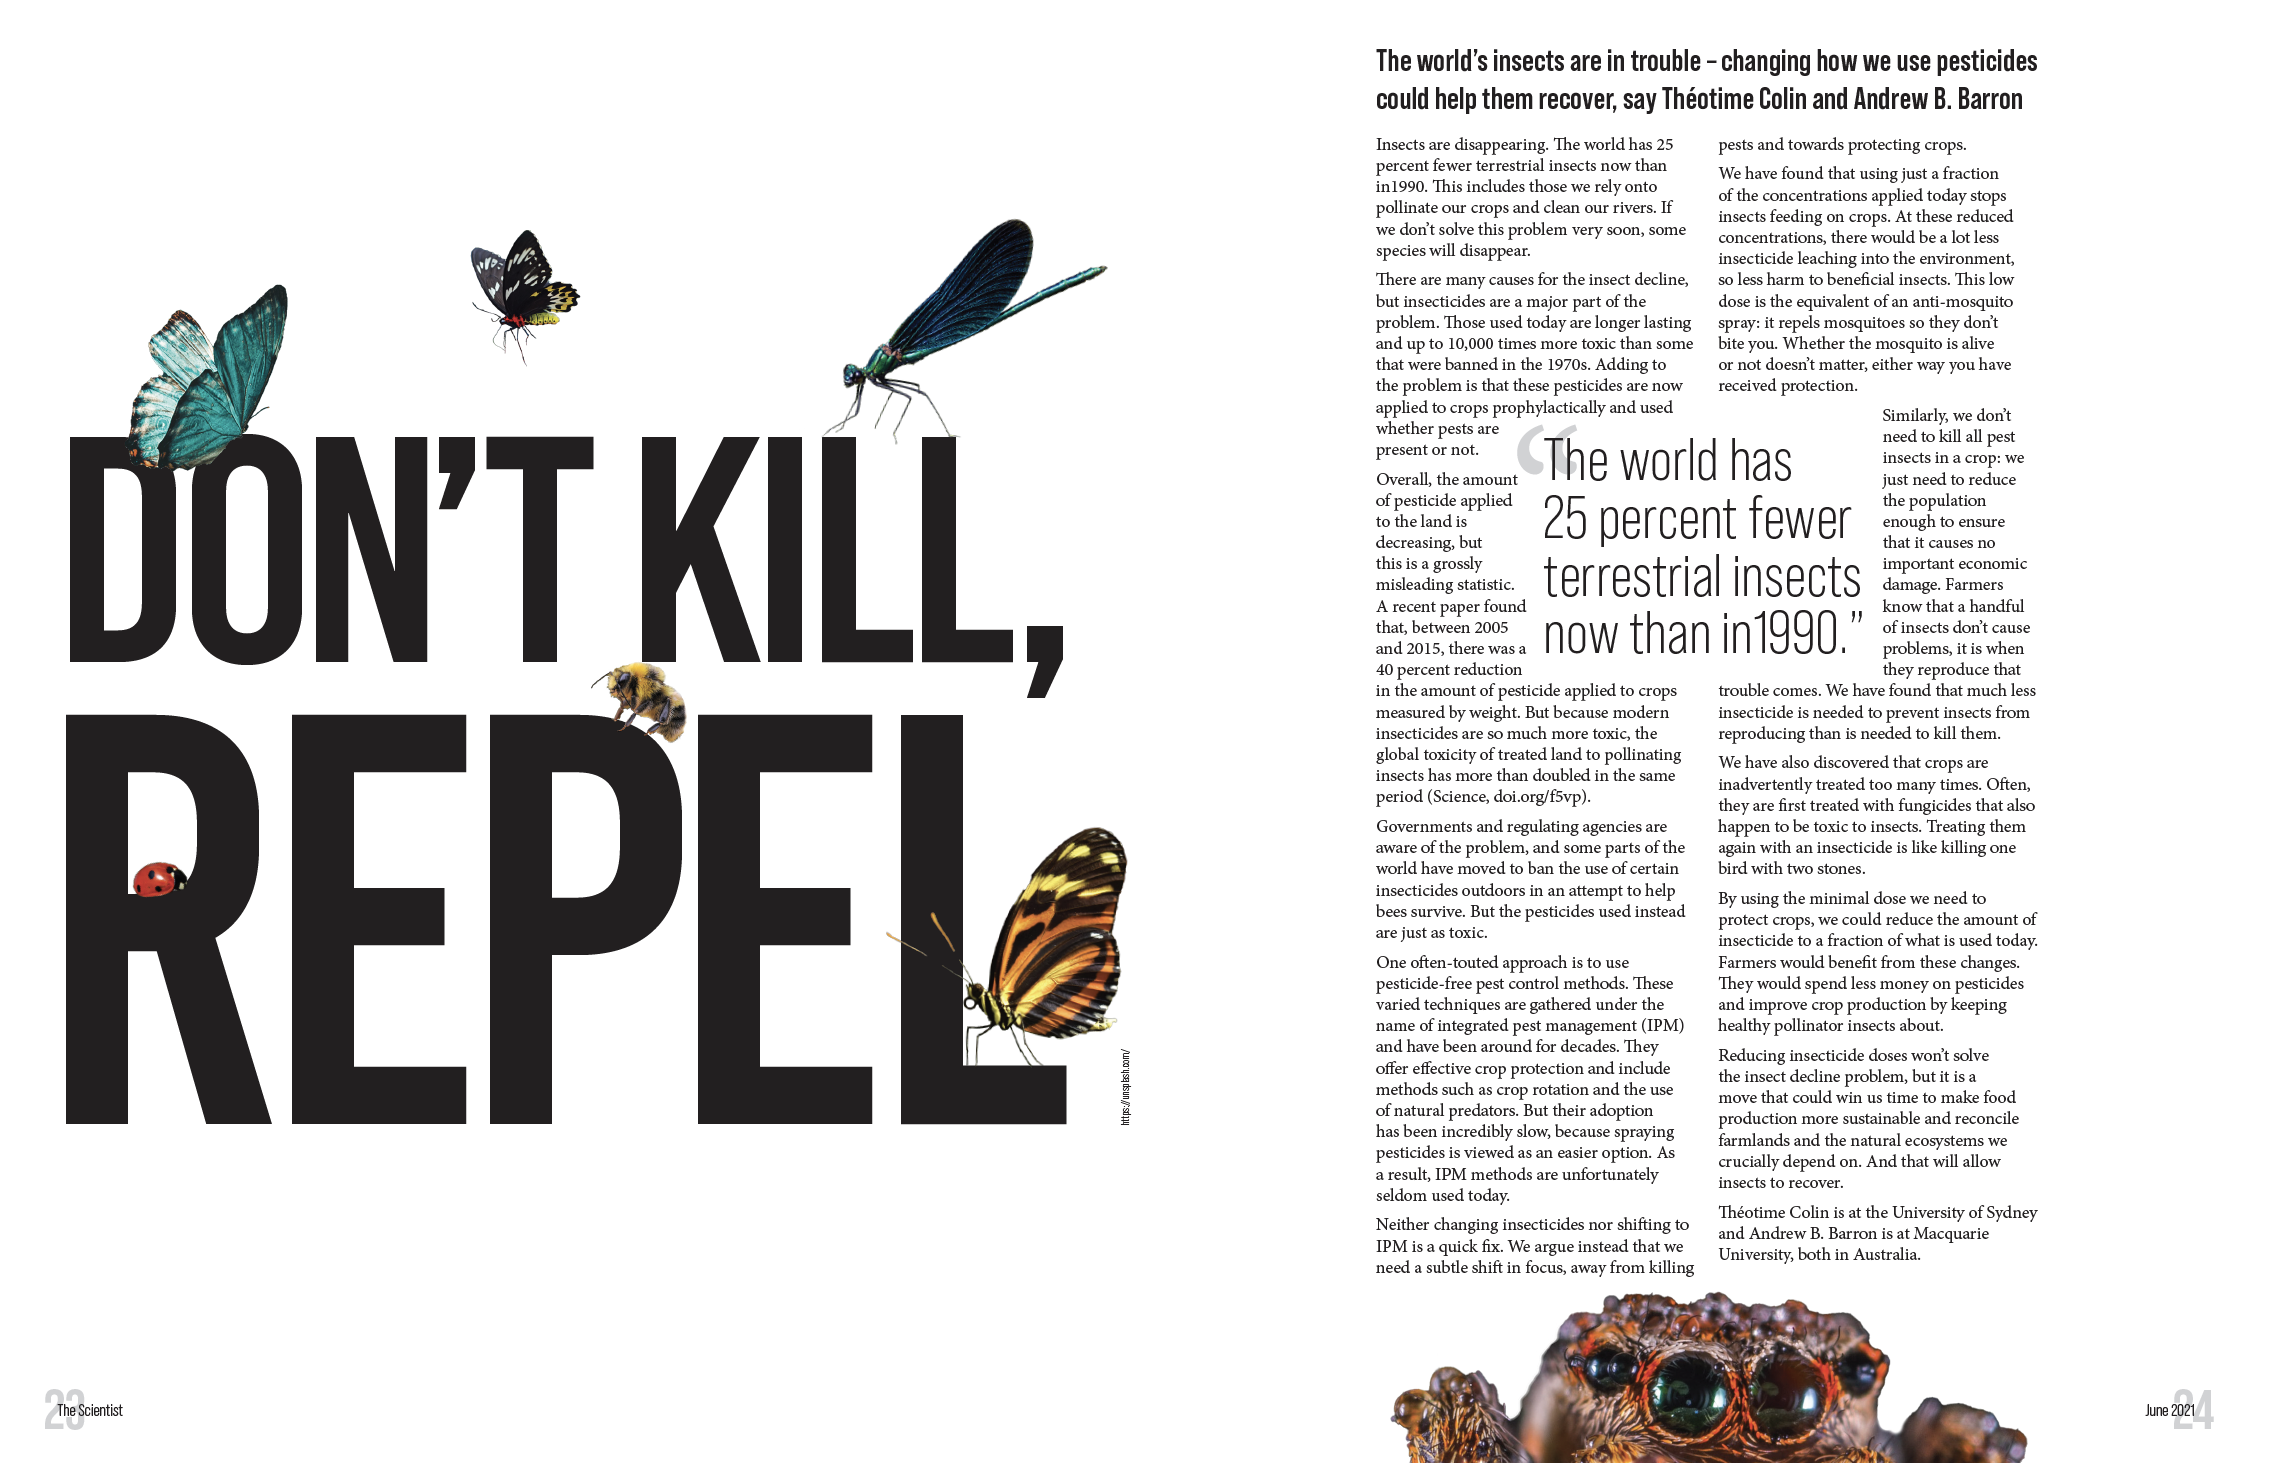 DON’T KILL,
REPEL
https://unsplash.com/
23
The Scientist
The world’s insects are in trouble – changing how we use pesticides
could help them recover, say Théotime Colin and Andrew B. Barron
Insects are disappearing. The world has 25
percent fewer terrestrial insects now than
in1990. This includes those we rely onto
pollinate our crops and clean our rivers. If
we don’t solve this problem very soon, some
species will disappear.
There are many causes for the insect decline,
but insecticides are a major part of the
problem. Those used today are longer lasting
and up to 10,000 times more toxic than some
that were banned in the 1970s. Adding to
the problem is that these pesticides are now
applied to crops prophylactically and used
whether pests are
present or not.
Overall, the amount
of pesticide applied
to the land is
decreasing, but
this is a grossly
misleading statistic.
A recent paper found
that, between 2005
and 2015, there was a
40 percent reduction
in the amount of pesticide applied to crops
measured by weight. But because modern
insecticides are so much more toxic, the
global toxicity of treated land to pollinating
insects has more than doubled in the same
period (Science, doi.org/f5vp).
Governments and regulating agencies are
aware of the problem, and some parts of the
world have moved to ban the use of certain
insecticides outdoors in an attempt to help
bees survive. But the pesticides used instead
are just as toxic.
One often-touted approach is to use
pesticide-free pest control methods. These
varied techniques are gathered under the
name of integrated pest management (IPM)
and have been around for decades. They
offer effective crop protection and include
methods such as crop rotation and the use
of natural predators. But their adoption
has been incredibly slow, because spraying
pesticides is viewed as an easier option. As
a result, IPM methods are unfortunately
seldom used today.
Neither changing insecticides nor shifting to
IPM is a quick fix. We argue instead that we
need a subtle shift in focus, away from killing
“The world has
25 percent fewer
terrestrial insects
now than in1990.”
pests and towards protecting crops.
We have found that using just a fraction
of the concentrations applied today stops
insects feeding on crops. At these reduced
concentrations, there would be a lot less
insecticide leaching into the environment,
so less harm to beneficial insects. This low
dose is the equivalent of an anti-mosquito
spray: it repels mosquitoes so they don’t
bite you. Whether the mosquito is alive
or not doesn’t matter, either way you have
received protection.
Similarly, we don’t
need to kill all pest
insects in a crop: we
just need to reduce
the population
enough to ensure
that it causes no
important economic
damage. Farmers
know that a handful
of insects don’t cause
problems, it is when
they reproduce that
trouble comes. We have found that much less
insecticide is needed to prevent insects from
reproducing than is needed to kill them.
We have also discovered that crops are
inadvertently treated too many times. Often,
they are first treated with fungicides that also
happen to be toxic to insects. Treating them
again with an insecticide is like killing one
bird with two stones.
By using the minimal dose we need to
protect crops, we could reduce the amount of
insecticide to a fraction of what is used today.
Farmers would benefit from these changes.
They would spend less money on pesticides
and improve crop production by keeping
healthy pollinator insects about.
Reducing insecticide doses won’t solve
the insect decline problem, but it is a
move that could win us time to make food
production more sustainable and reconcile
farmlands and the natural ecosystems we
crucially depend on. And that will allow
insects to recover.
Théotime Colin is at the University of Sydney
and Andrew B. Barron is at Macquarie
University, both in Australia.
June 2021
24